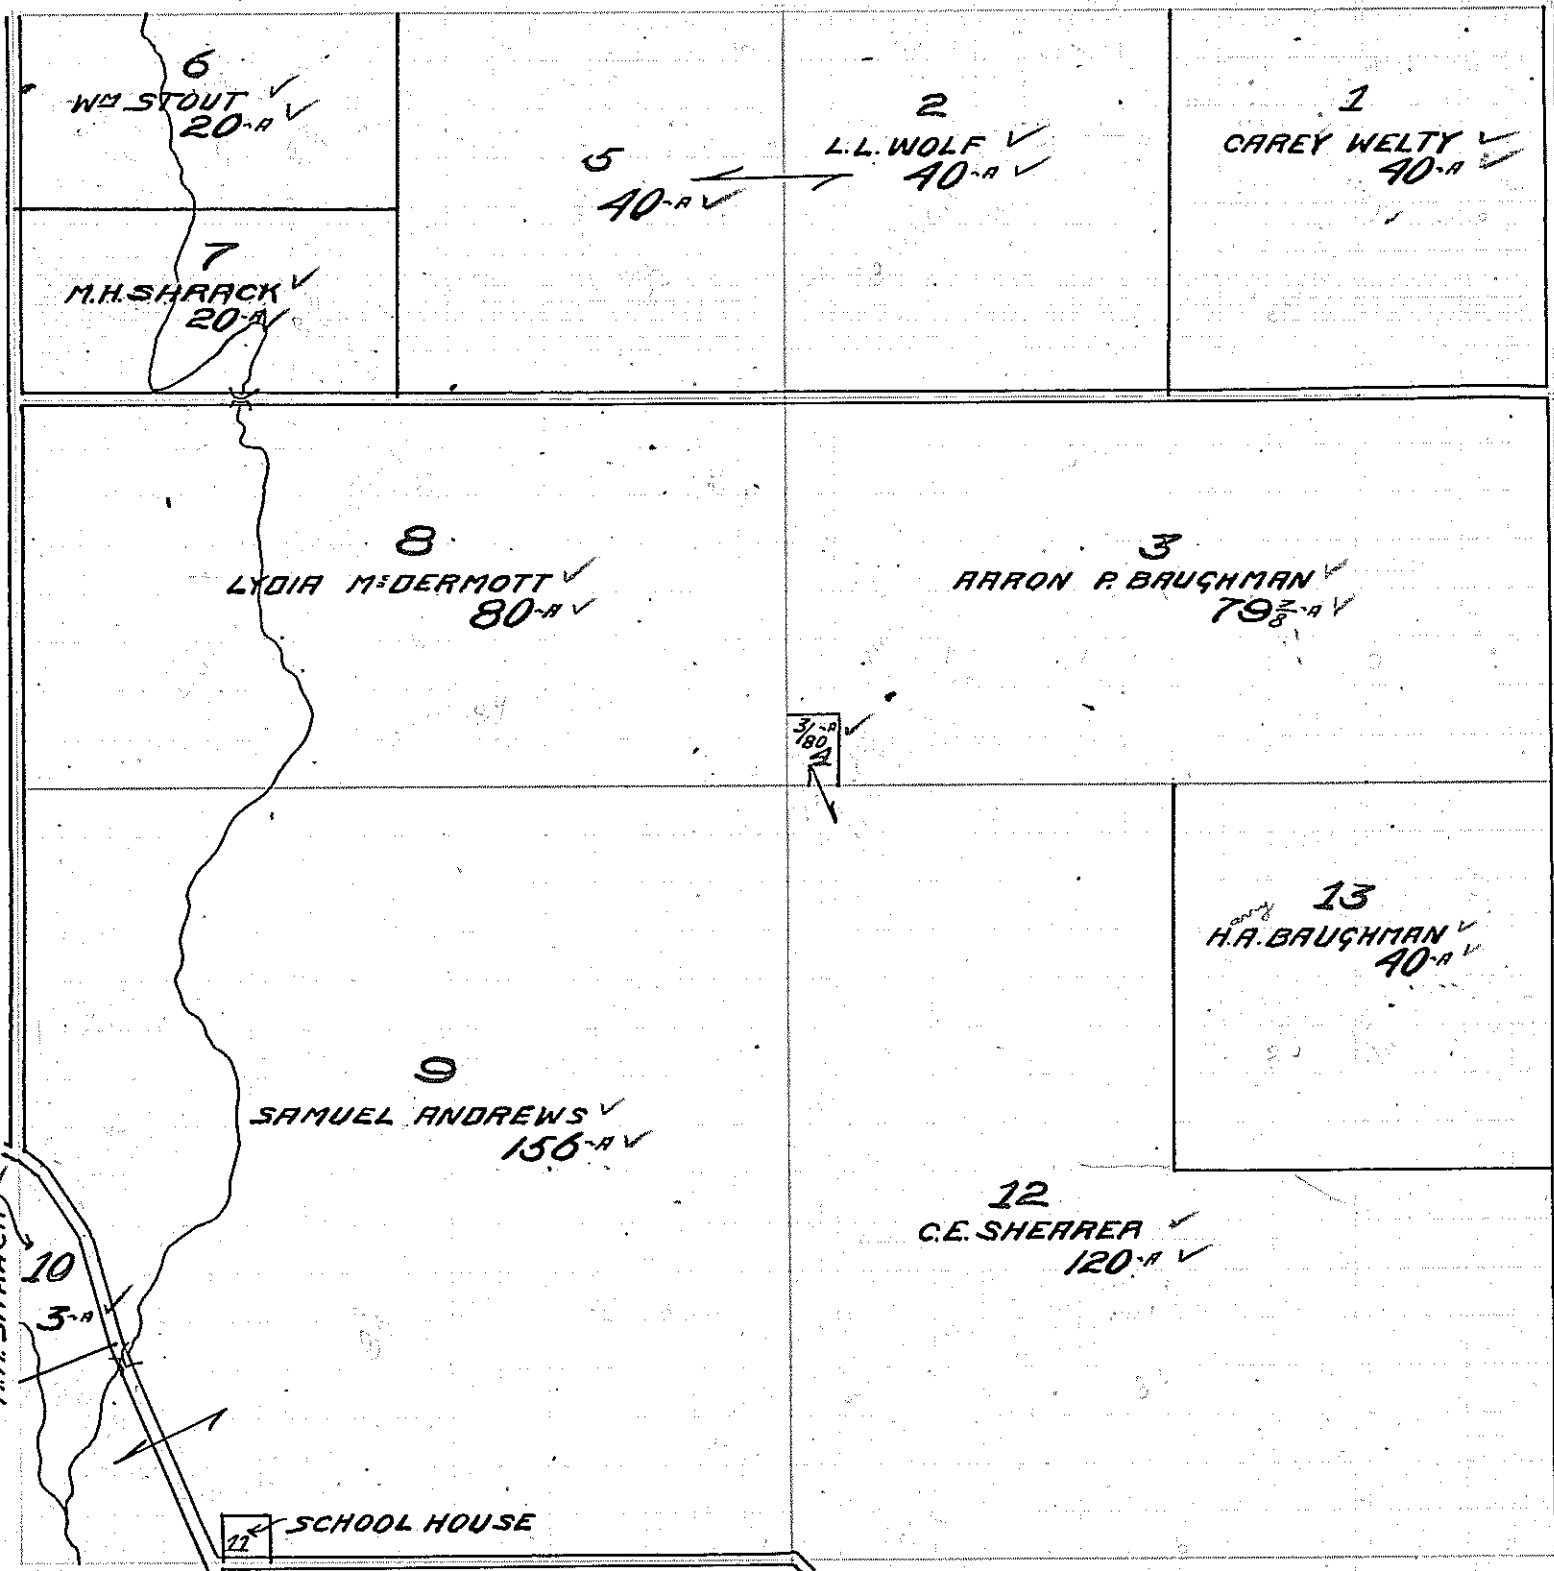 6
WM STOUT
20-A
5
40-A
2
L.L. WOLF
40-A
1
CAREY WELTY
40-A
7
M.H. SHRACK
20-A
8
LYDIA McDERMOTT
80-A
3
AARON P. BAUGHMAN
79 7/8-A
3/80-A
4
13
H.A. BAUGHMAN
40-A
9
SAMUEL ANDREWS
156-A
12
C.E. SHEARER
120-A
10
3-A
11
SCHOOL HOUSE